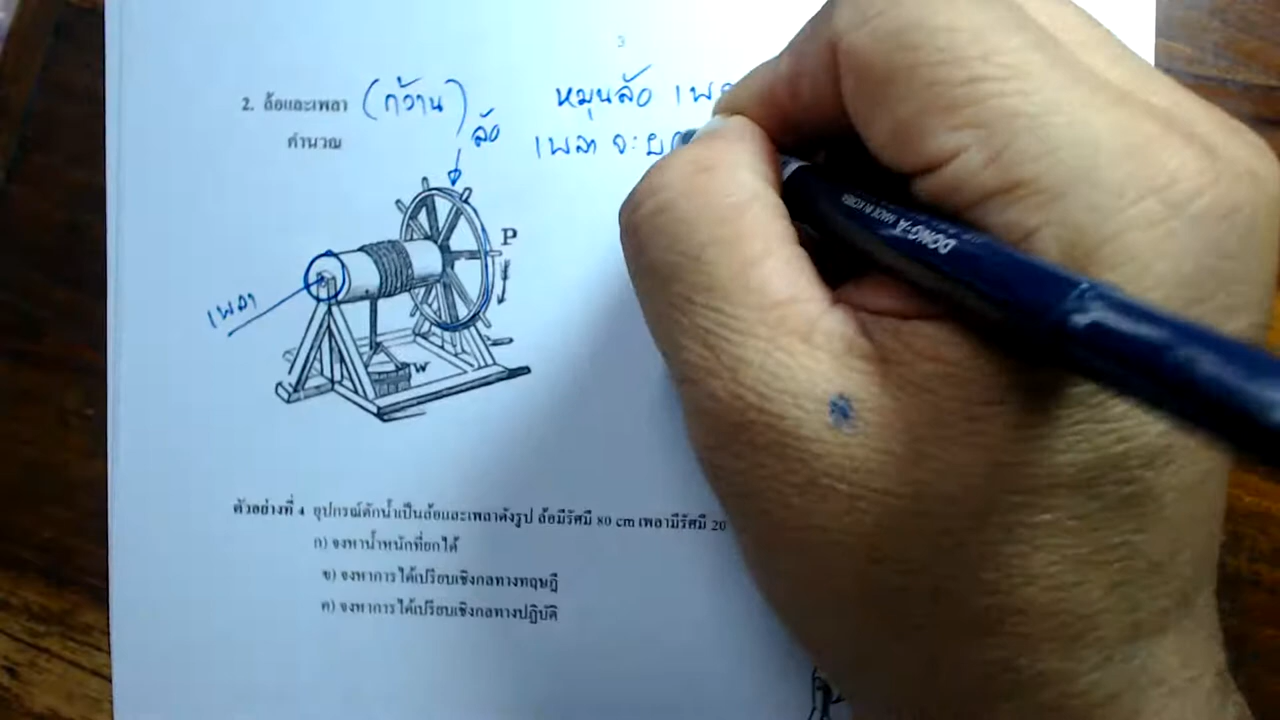 3
2. ล้อและเพลา (กว้าน) หมุนล้อ
ล้อ
คำนวณ เพลา จะ
P
เพลา
W
DONG-A MADE IN KOREA
ตัวอย่างที่ 4 อุปกรณ์ตักน้ำเป็นล้อและเพลาดังรูป ล้อมีรัศมี 80 cm เพลามีรัศมี 20
ก) จงหาน้ำหนักที่ยกได้
ข) จงหาการได้เปรียบเชิงกลทางทฤษฎี
ค) จงหาการได้เปรียบเชิงกลทางปฏิบัติ